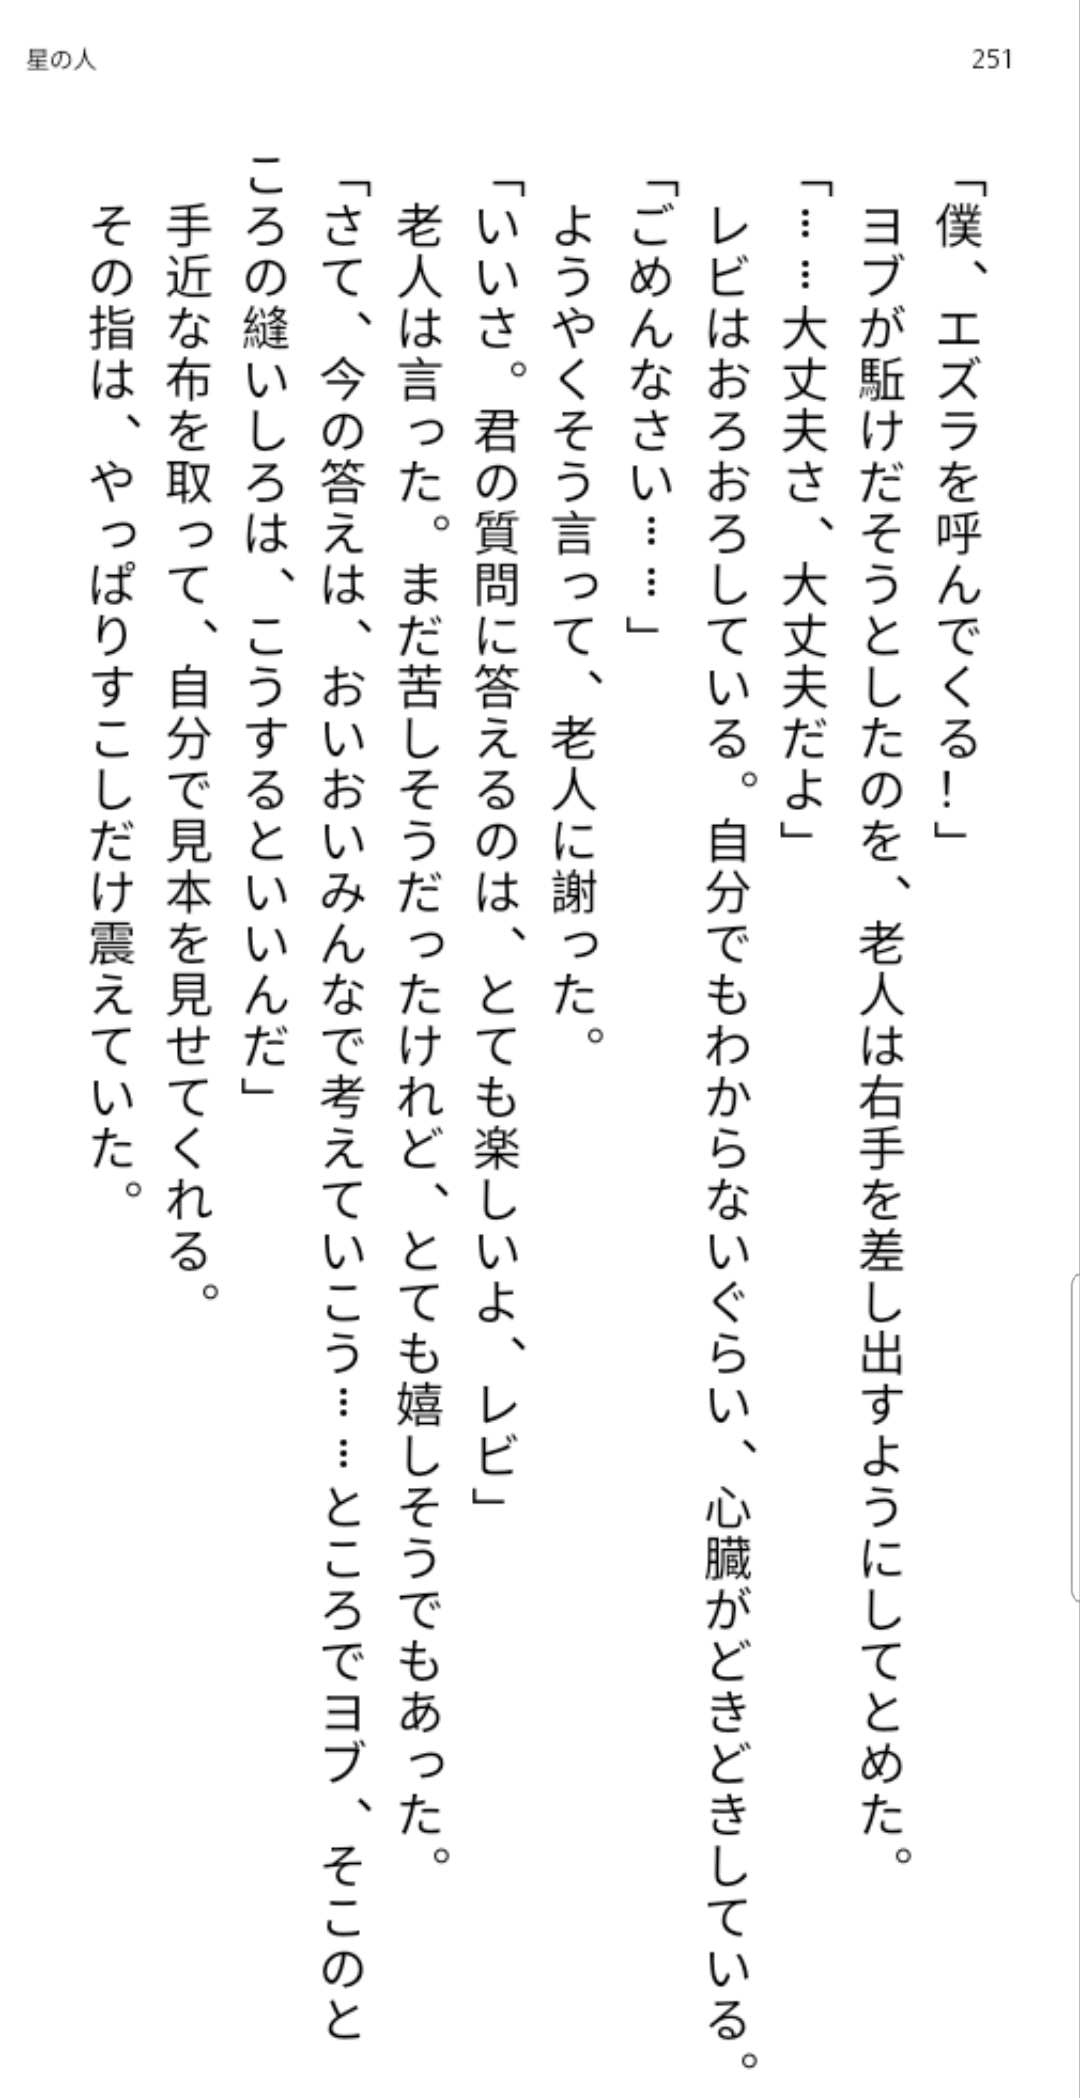 星の人
251
「僕、エズラを呼んでくる！」
ヨブが駈けだそうとしたのを、老人は右手を差し出すようにしてとめた。
「……大丈夫さ、大丈夫だよ」
レビはおろおろしている。自分でもわからないぐらい、心臓がどきどきしている。
「ごめんなさい……」
ようやくそう言って、老人に謝った。
「いいさ。君の質問に答えるのは、とても楽しいよ、レビ」
老人は言った。まだ苦しそうだったけれど、とても嬉しそうでもあった。
「さて、今の答えは、おいおいみんなで考えていこう……ところでヨブ、そこのと
ころの縫いしろは、こうするといいんだ」
手近な布を取って、自分で見本を見せてくれる。
その指は、やっぱりすこしだけ震えていた。